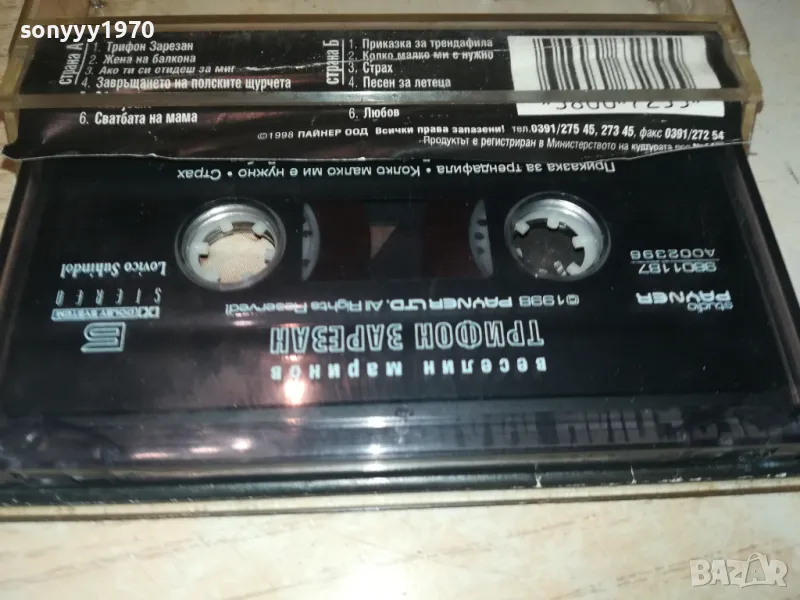 sonyyy1970
страна А
1. Трифон Зарезан
2. Жена на балкона
3. Ако ти си отидеш за миг
4. Завръщането на полските щурчета
6. Сватбата на мама
страна Б
1. Приказка за трендафила
2. Колко малко ми е нужно
3. Страх
4. Песен за летеца
6. Любов
©1998 ПАЙНЕР ООД Всички права запазени! тел.0391/275 45, 273 45, факс 0391/272 54
Продуктът е регистриран в Министерството на културата
Приказка за трендафила • Колко малко ми е нужно • Страх
Lovico Suhindol
STEREO
DOLBY SYSTEM
Б
9801187
A002396
studio
PAYNER
©1998 PAYNER LTD. All Rights Reserved!
ТРИФОН ЗАРЕЗАН
веселин маринов
BAZAR